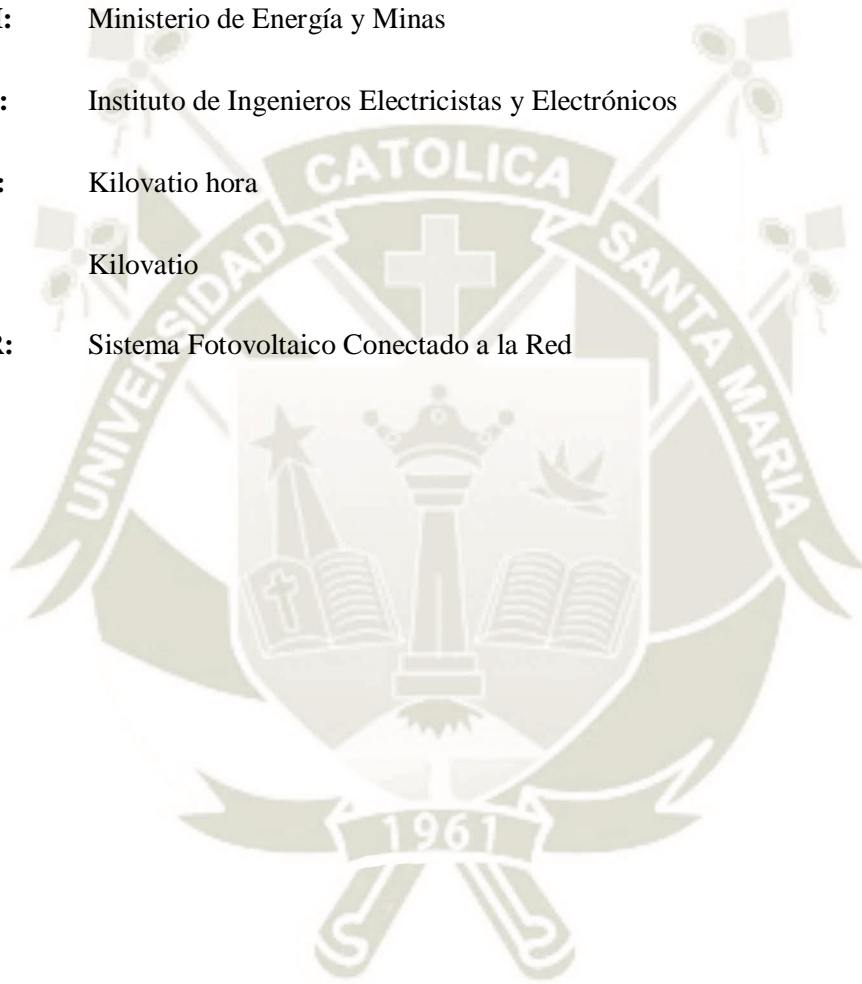 : Ministerio de Energía y Minas
: Instituto de Ingenieros Electricistas y Electrónicos
: Kilovatio hora
Kilovatio
R: Sistema Fotovoltaico Conectado a la Red
UNIVERSIDAD CATOLICA SANTA MARIA
1961